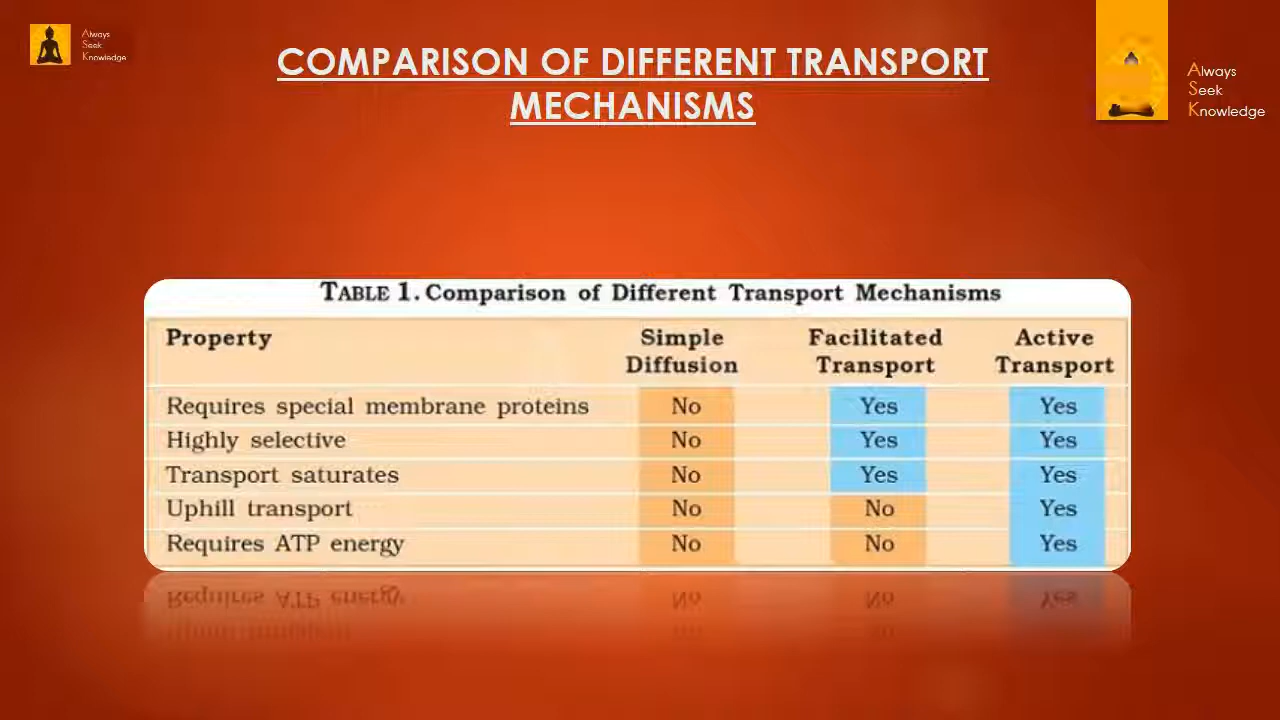 Always
Seek
Knowledge
COMPARISON OF DIFFERENT TRANSPORT
MECHANISMS
Always
Seek
Knowledge
TABLE 1. Comparison of Different Transport Mechanisms
Property Simple Diffusion Facilitated Transport Active Transport
Requires special membrane proteins No Yes Yes
Highly selective No Yes Yes
Transport saturates No Yes Yes
Uphill transport No No Yes
Requires ATP energy No No Yes